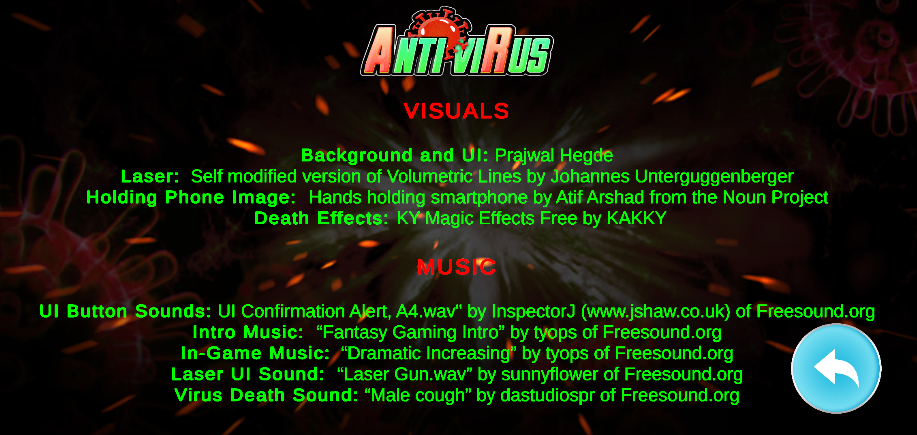 ANTI-VIRUS
VISUALS
Background and UI: Prajwal Hegde
Laser: Self modified version of Volumetric Lines by Johannes Unterguggenberger
Holding Phone Image: Hands holding smartphone by Atif Arshad from the Noun Project
Death Effects: KY Magic Effects Free by KAKKY
MUSIC
UI Button Sounds: UI Confirmation Alert, A4.wav" by InspectorJ (www.jshaw.co.uk) of Freesound.org
Intro Music: “Fantasy Gaming Intro” by tyops of Freesound.org
In-Game Music: “Dramatic Increasing” by tyops of Freesound.org
Laser UI Sound: “Laser Gun.wav” by sunnyflower of Freesound.org
Virus Death Sound: “Male cough” by dastudiospr of Freesound.org